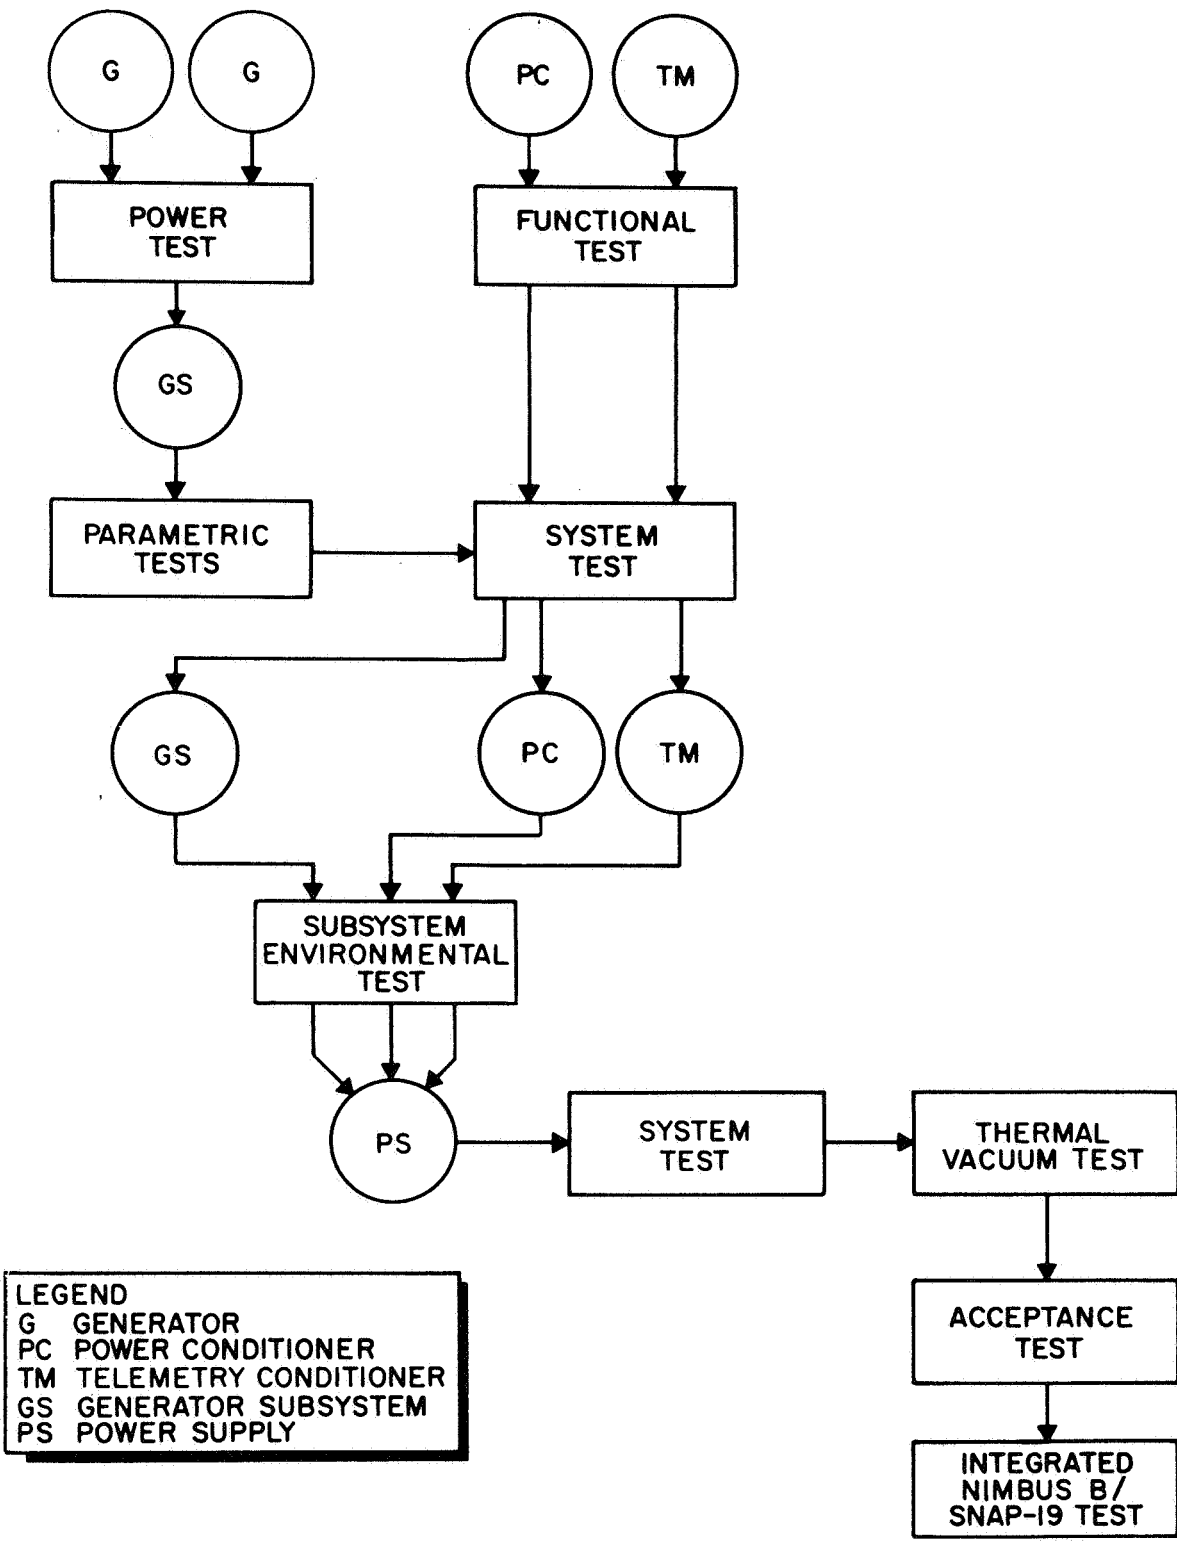 G
G
PC
TM
POWER
TEST
FUNCTIONAL
TEST
GS
PARAMETRIC
TESTS
SYSTEM
TEST
GS
PC
TM
SUBSYSTEM
ENVIRONMENTAL
TEST
PS
SYSTEM
TEST
THERMAL
VACUUM TEST
ACCEPTANCE
TEST
INTEGRATED
NIMBUS B/
SNAP-19 TEST
LEGEND
G GENERATOR
PC POWER CONDITIONER
TM TELEMETRY CONDITIONER
GS GENERATOR SUBSYSTEM
PS POWER SUPPLY